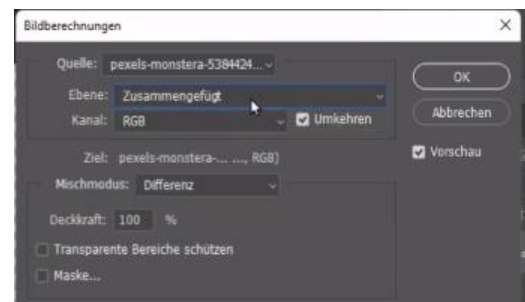 Bildberechnungen
Quelle: pexels-monstera-5384424...
OK
Ebene: Zusammengefügt
Kanal: RGB Umkehren
Abbrechen
Ziel: pexels-monstera-... ..., RGB)
Vorschau
Mischmodus: Differenz
Deckkraft: 100 %
Transparente Bereiche schützen
Maske...